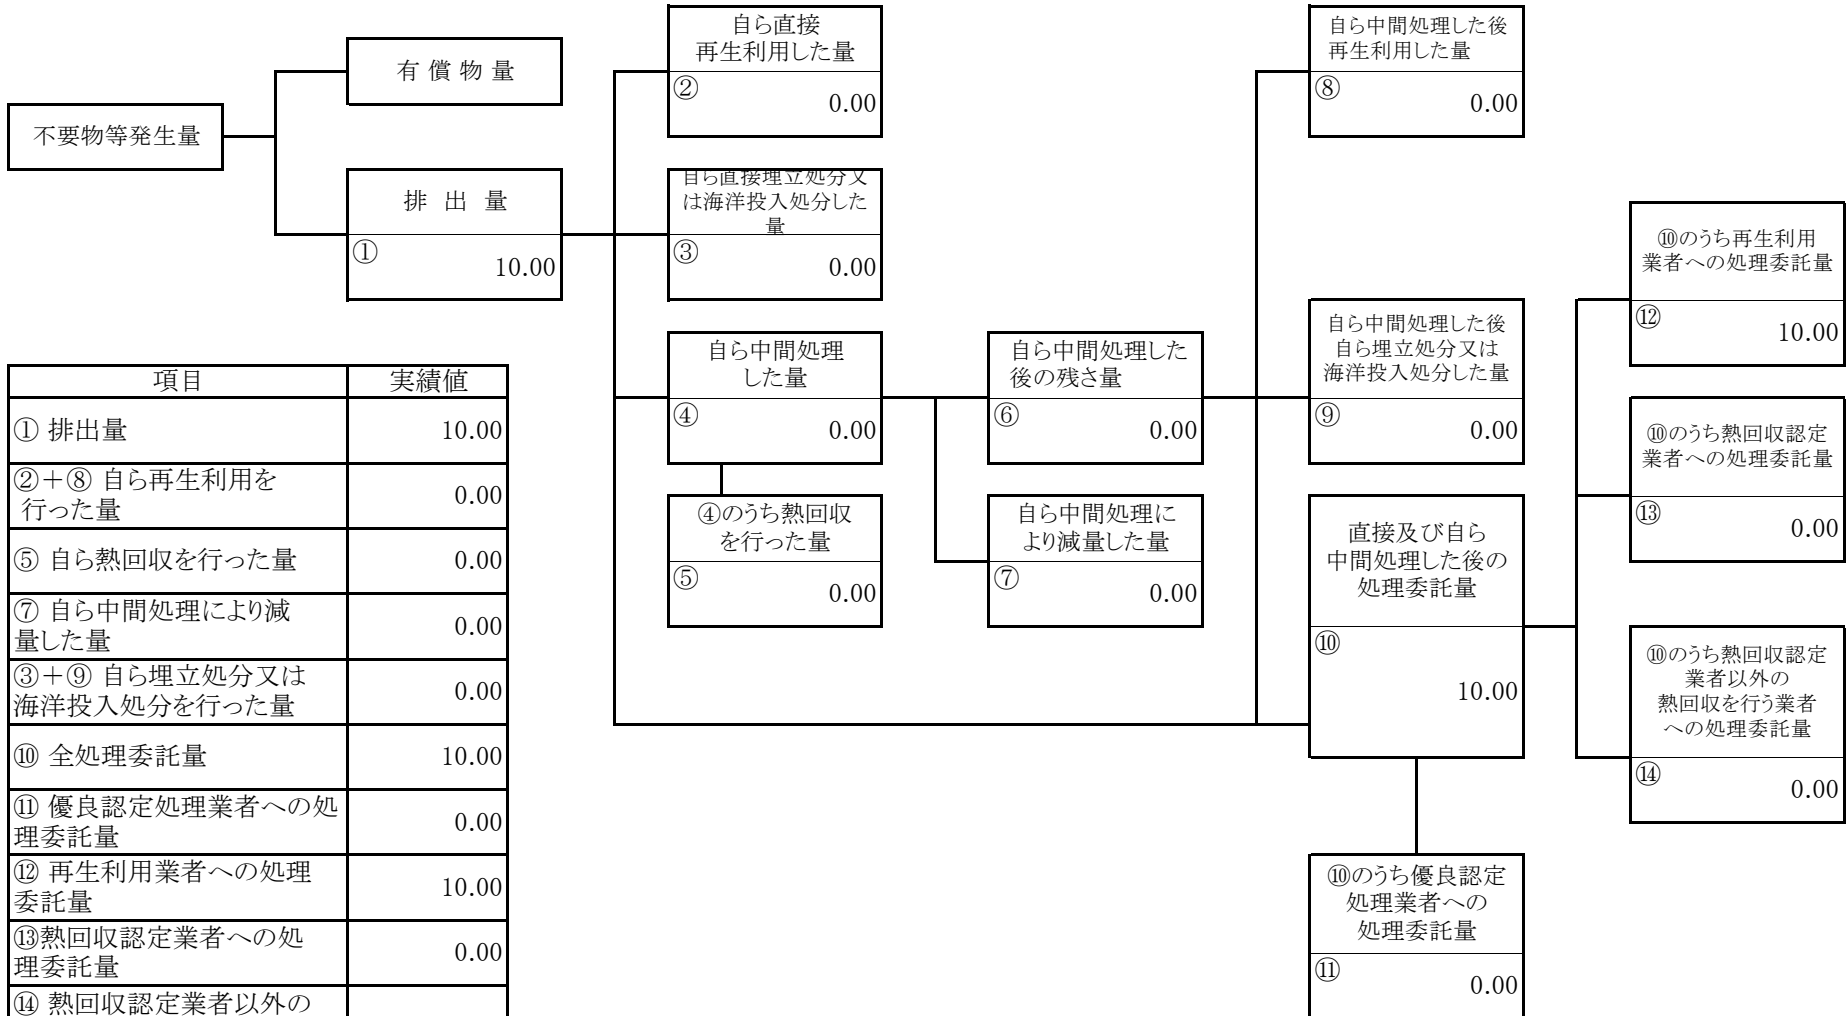 不要物等発生量
有償物量
排出量
①
10.00
自ら直接
再生利用した量
②
0.00
自ら直接埋立処分又
は海洋投入処分した
量
③
0.00
自ら中間処理
した量
④
0.00
④のうち熱回収
を行った量
⑤
0.00
自ら中間処理した
後の残さ量
⑥
0.00
自ら中間処理に
より減量した量
⑦
0.00
自ら中間処理した後
再生利用した量
⑧
0.00
自ら中間処理した後
自ら埋立処分又は
海洋投入処分した量
⑨
0.00
直接及び自ら
中間処理した後の
処理委託量
⑩
10.00
⑩のうち優良認定
処理業者への
処理委託量
⑪
0.00
⑩のうち再生利用
業者への処理委託量
⑫
10.00
⑩のうち熱回収認定
業者への処理委託量
⑬
0.00
⑩のうち熱回収認定
業者以外の
熱回収を行う業者
への処理委託量
⑭
0.00
項目 実績値
① 排出量 10.00
②＋⑧ 自ら再生利用を
行った量
0.00
⑤ 自ら熱回収を行った量 0.00
⑦ 自ら中間処理により減
量した量
0.00
③＋⑨ 自ら埋立処分又は
海洋投入処分を行った量
0.00
⑩ 全処理委託量 10.00
⑪ 優良認定処理業者への処
理委託量
0.00
⑫ 再生利用業者への処理
委託量
10.00
⑬熱回収認定業者への処
理委託量
0.00
⑭ 熱回収認定業者以外の